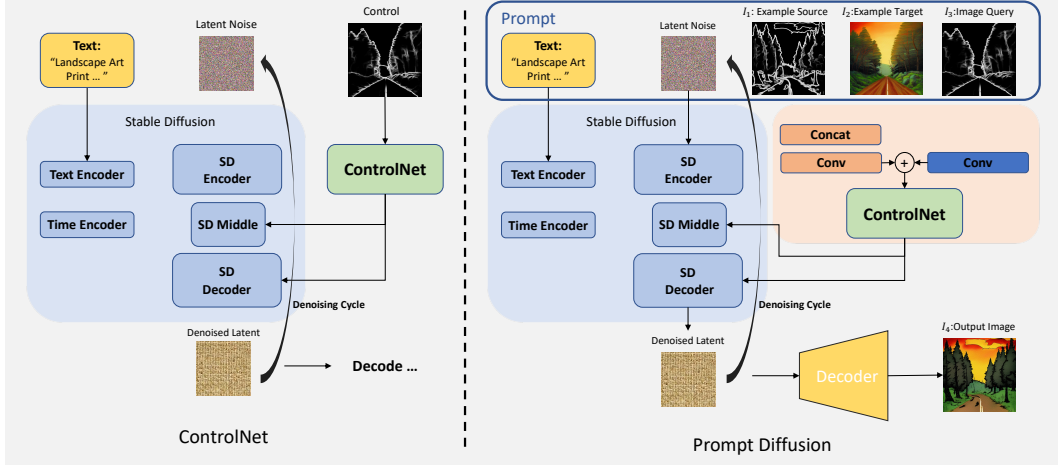 Control
Latent Noise
Text:
“Landscape Art
Print … ”
Stable Diffusion
SD
Encoder
ControlNet
Text Encoder
Time Encoder
SD Middle
SD
Decoder
Denoising Cycle
Denoised Latent
Decode …
ControlNet
Prompt
Latent Noise
I₁: Example Source
I₂:Example Target
I₃:Image Query
Text:
“Landscape Art
Print … ”
Stable Diffusion
Concat
Conv
+
Conv
SD
Encoder
Text Encoder
ControlNet
Time Encoder
SD Middle
SD
Decoder
Denoising Cycle
Denoised Latent
I₄:Output Image
Decoder
Prompt Diffusion